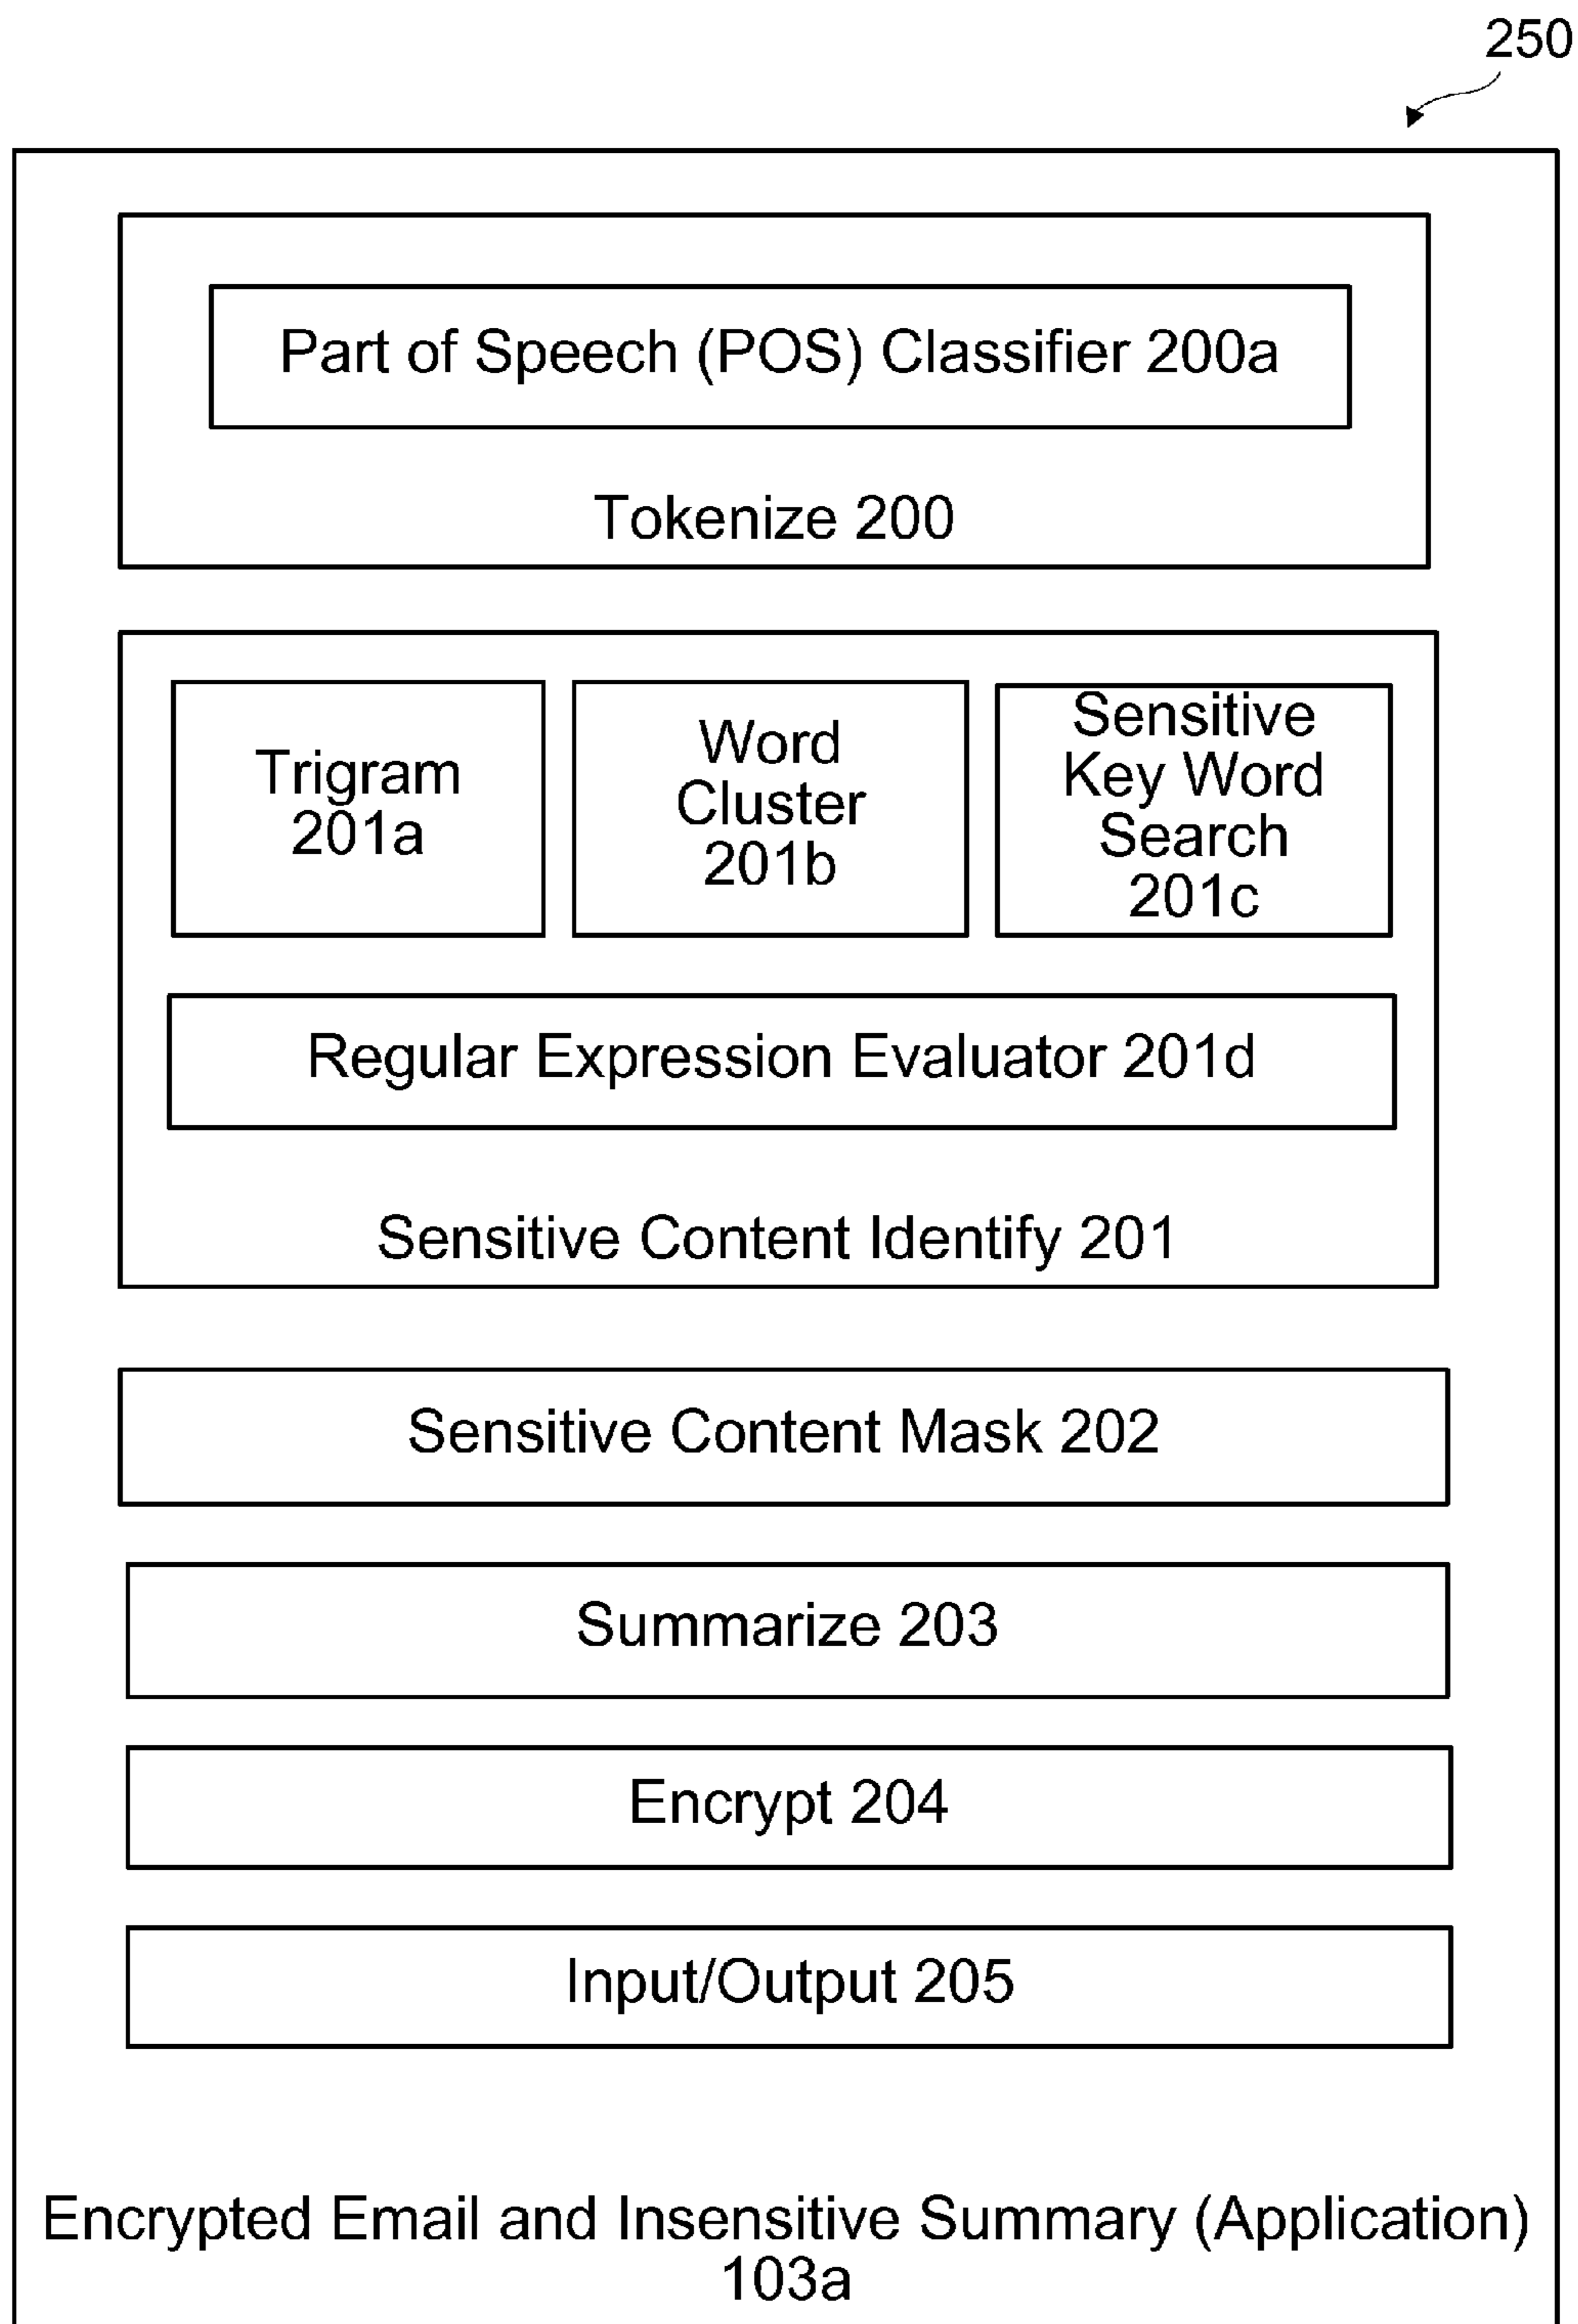 250
Part of Speech (POS) Classifier 200a
Tokenize 200
Trigram
201a
Word
Cluster
201b
Sensitive
Key Word
Search
201c
Regular Expression Evaluator 201d
Sensitive Content Identify 201
Sensitive Content Mask 202
Summarize 203
Encrypt 204
Input/Output 205
Encrypted Email and Insensitive Summary (Application)
103a